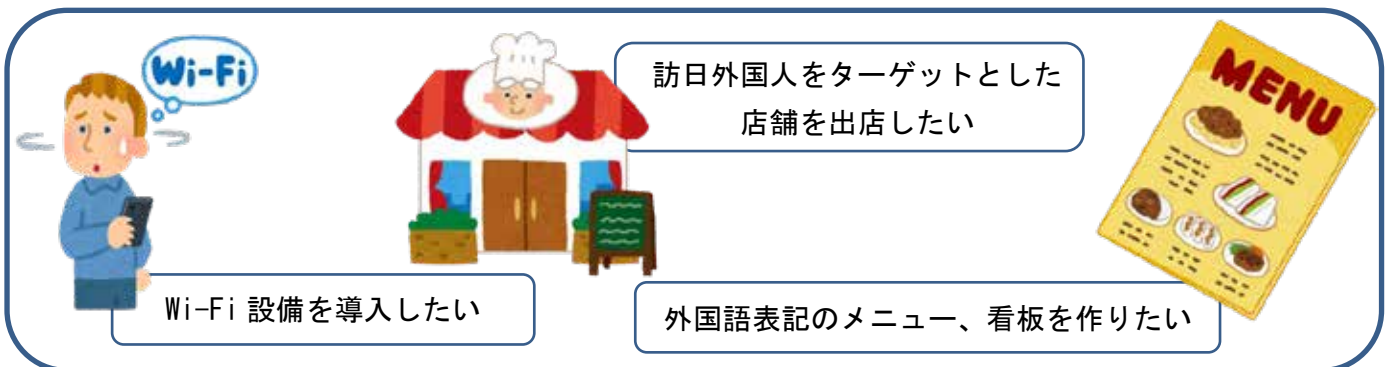 Wi-Fi
訪日外国人をターゲットとした
店舗を出店したい
MENU
Wi-Fi 設備を導入したい
外国語表記のメニュー、看板を作りたい